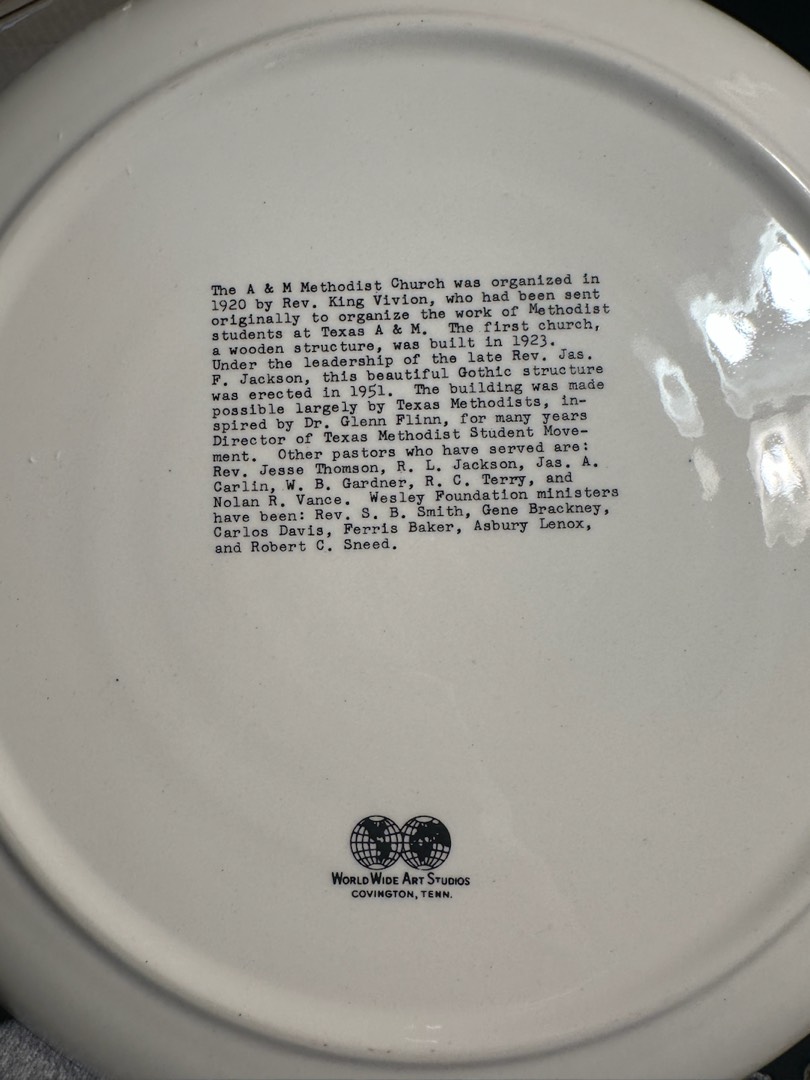 The A & M Methodist Church was organized in
1920 by Rev. King Vivion, who had been sent
originally to organize the work of Methodist
students at Texas A & M.  The first church,
a wooden structure, was built in 1923.
Under the leadership of the late Rev. Jas.
F. Jackson, this beautiful Gothic structure
was erected in 1951.  The building was made
possible largely by Texas Methodists, in-
spired by Dr. Glenn Flinn, for many years
Director of Texas Methodist Student Move-
ment.  Other pastors who have served are:
Rev. Jesse Thomson, R. L. Jackson, Jas. A.
Carlin, W. B. Gardner, R. C. Terry, and
Nolan R. Vance.  Wesley Foundation ministers
have been: Rev. S. B. Smith, Gene Brackney,
Carlos Davis, Ferris Baker, Asbury Lenox,
and Robert C. Sneed.
WORLD WIDE ART STUDIOS
COVINGTON, TENN.